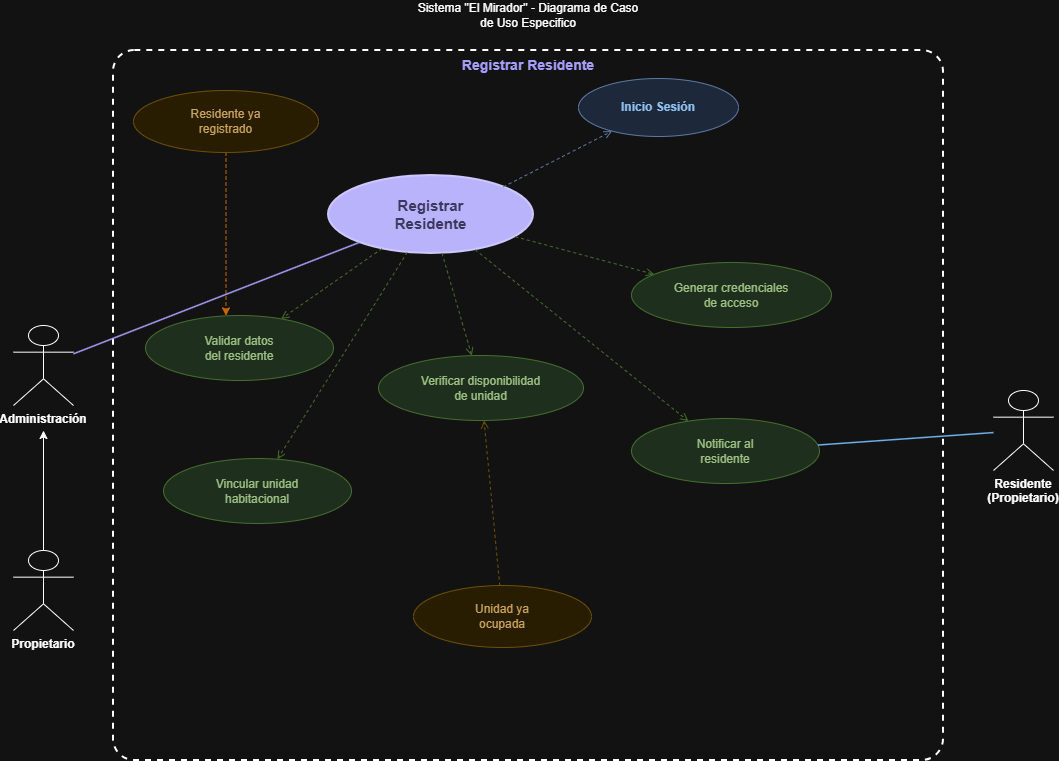 Sistema "El Mirador" - Diagrama de Caso
de Uso Especifico
Registrar Residente
Inicio Sesión
Residente ya
registrado
Registrar
Residente
Generar credenciales
de acceso
Validar datos
del residente
Verificar disponibilidad
de unidad
Administración
Notificar al
residente
Vincular unidad
habitacional
Residente
(Propietario)
Unidad ya
ocupada
Propietario